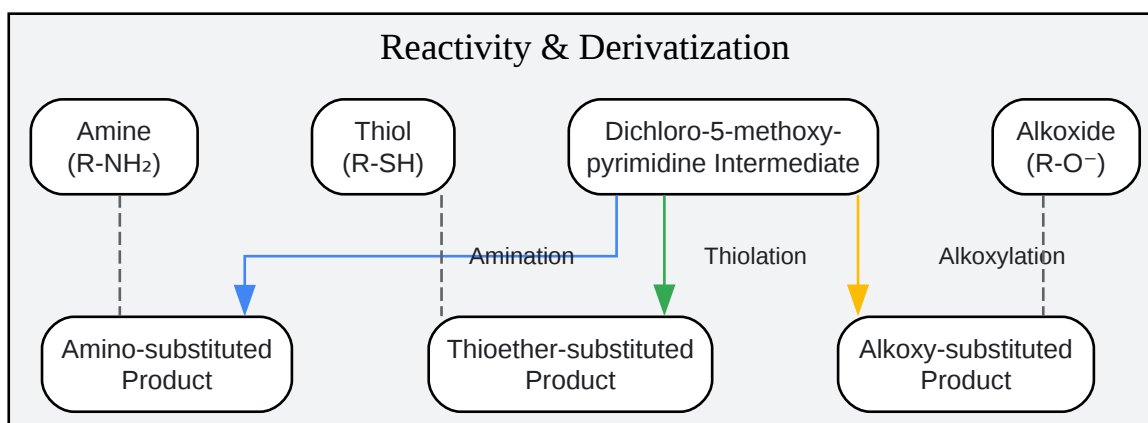 Reactivity & Derivatization
Amine
(R-NH₂)
Thiol
(R-SH)
Dichloro-5-methoxy-
pyrimidine Intermediate
Alkoxide
(R-O⁻)
Amination
Thiolation
Alkoxylation
Amino-substituted
Product
Thioether-substituted
Product
Alkoxy-substituted
Product